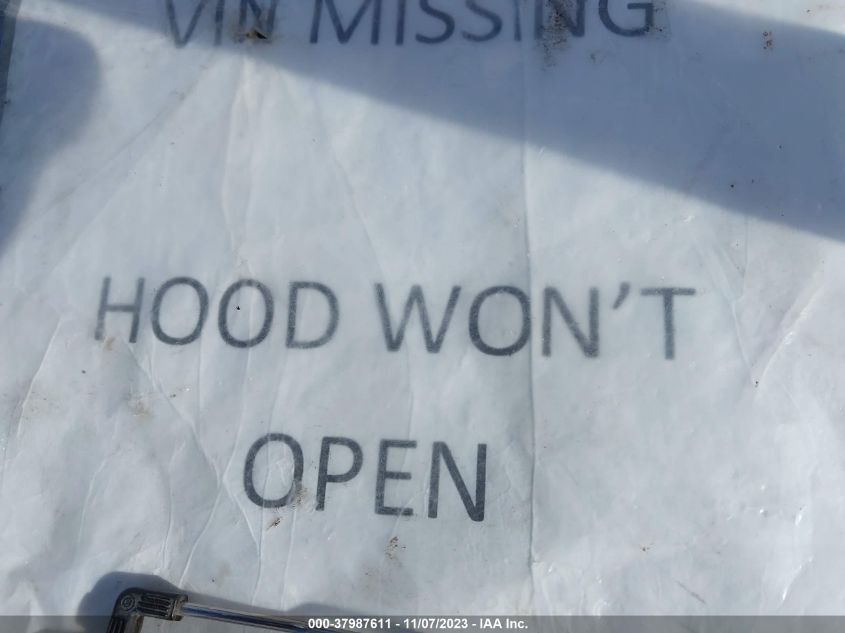 VIN MISSING
HOOD WON'T
OPEN
000-37987611 - 11/07/2023 - IAA Inc.